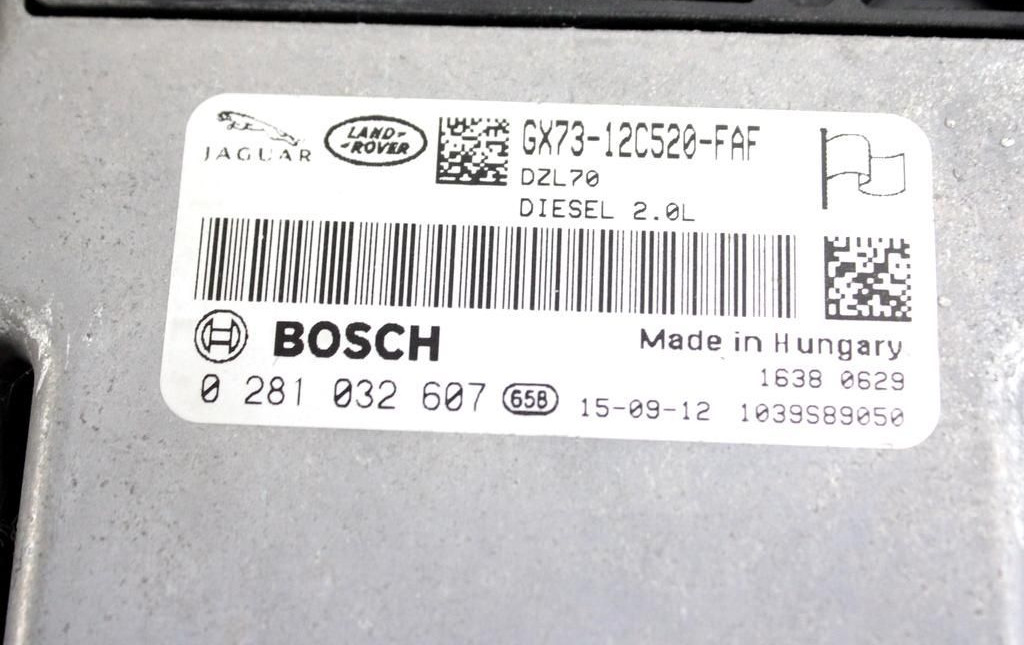 JAGUAR
LAND-
-ROVER
GX73-12C520-FAF
DZL70
DIESEL 2.0L
BOSCH
Made in Hungary
1638 0629
0 281 032 607 658 15-09-12 1039S89050